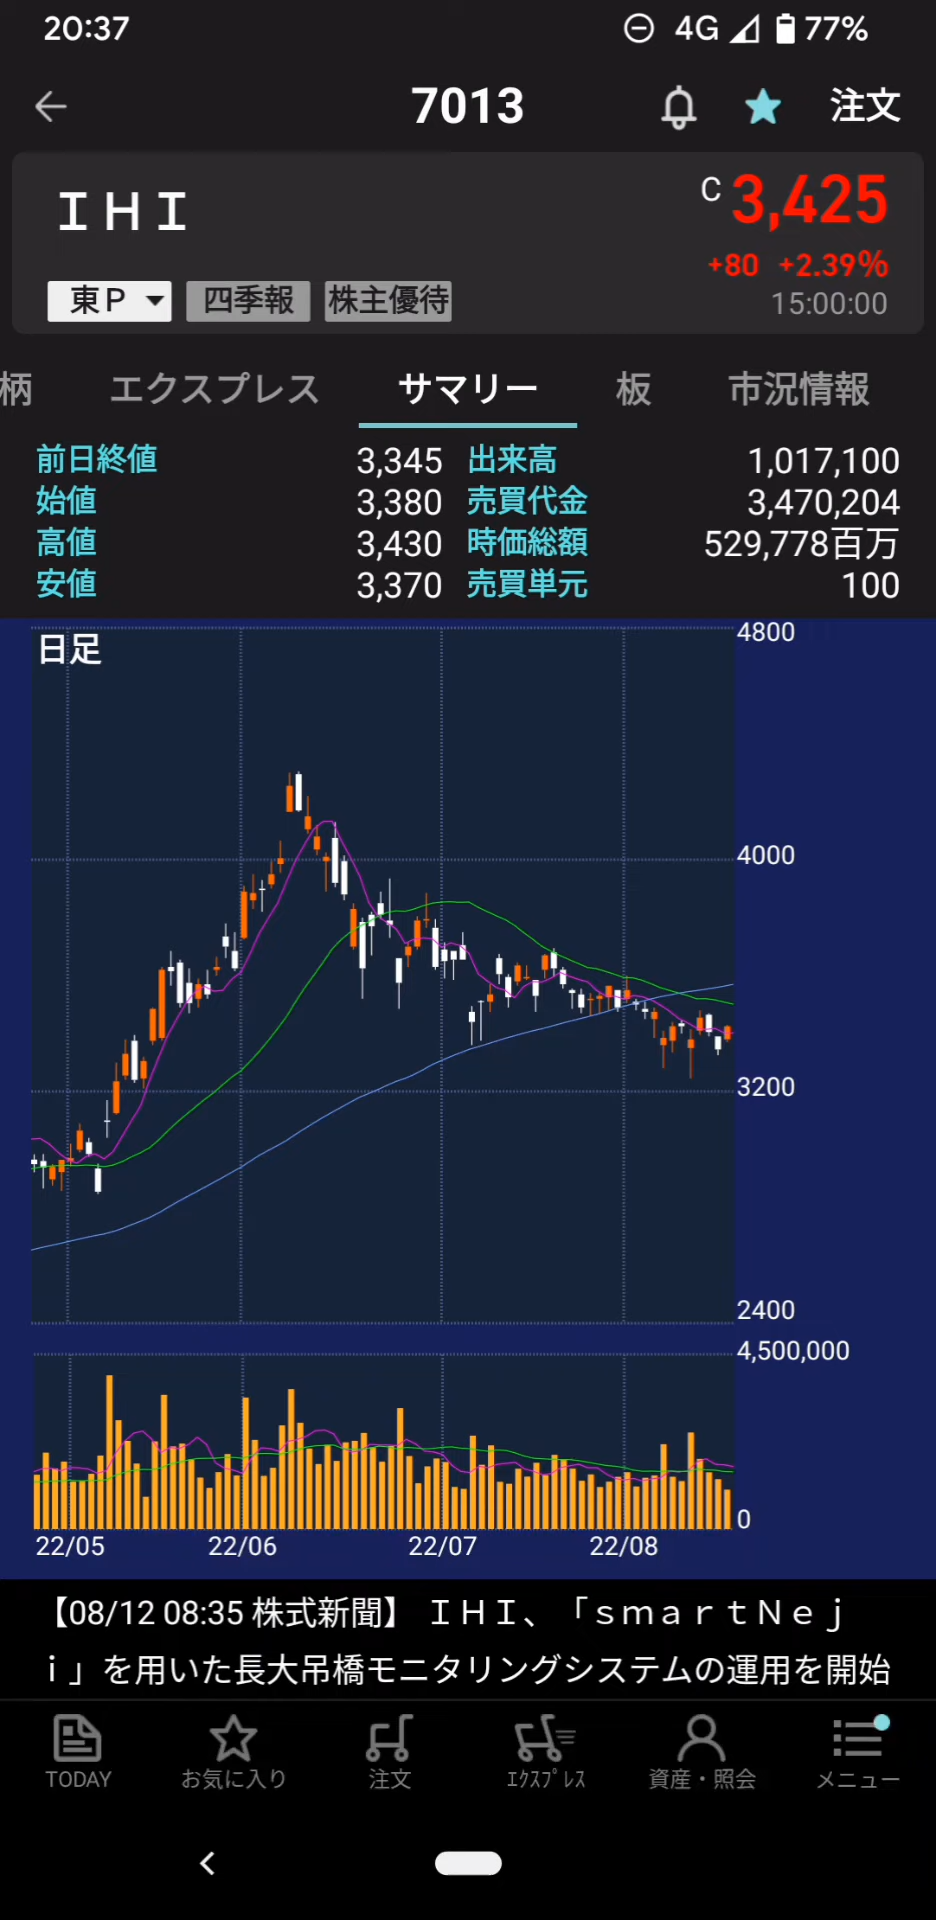 20:37 4G 77%
7013 注文
ＩＨＩ C 3,425
+80 +2.39%
東P 四季報 株主優待 15:00:00
柄 エクスプレス サマリー 板 市況情報
前日終値 3,345 出来高 1,017,100
始値 3,380 売買代金 3,470,204
高値 3,430 時価総額 529,778百万
安値 3,370 売買単元 100
日足
4800
4000
3200
2400
4,500,000
0
22/05 22/06 22/07 22/08
【08/12 08:35 株式新聞】 ＩＨＩ、「ｓｍａｒｔＮｅｊ
ｉ」を用いた長大吊橋モニタリングシステムの運用を開始
TODAY お気に入り 注文 ｴｸｽﾌﾟﾚｽ 資産・照会 メニュー